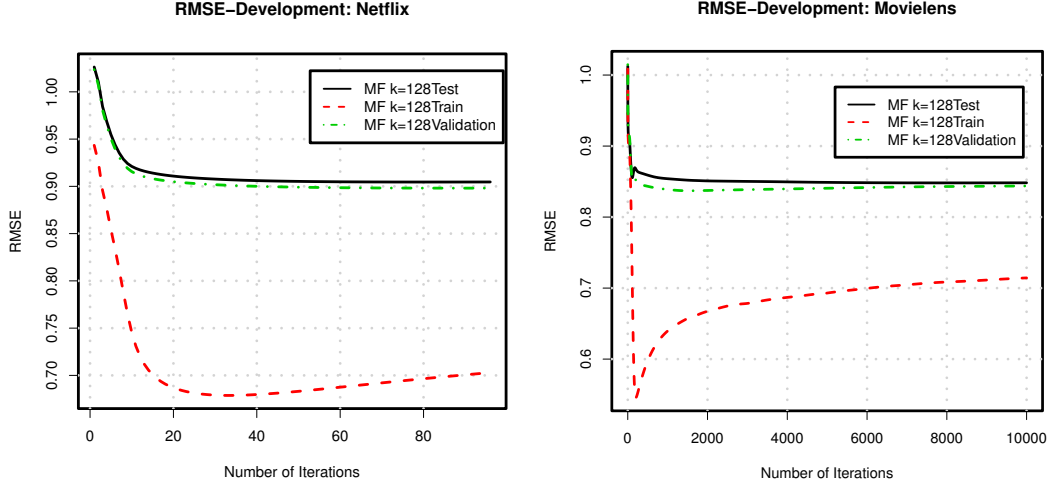 RMSE−Development: Netflix
RMSE
1.00
0.95
0.90
0.85
0.80
0.75
0.70
MF k=128Test
MF k=128Train
MF k=128Validation
0 20 40 60 80
Number of Iterations
RMSE−Development: Movielens
RMSE
1.0
0.9
0.8
0.7
0.6
MF k=128Test
MF k=128Train
MF k=128Validation
0 2000 4000 6000 8000 10000
Number of Iterations